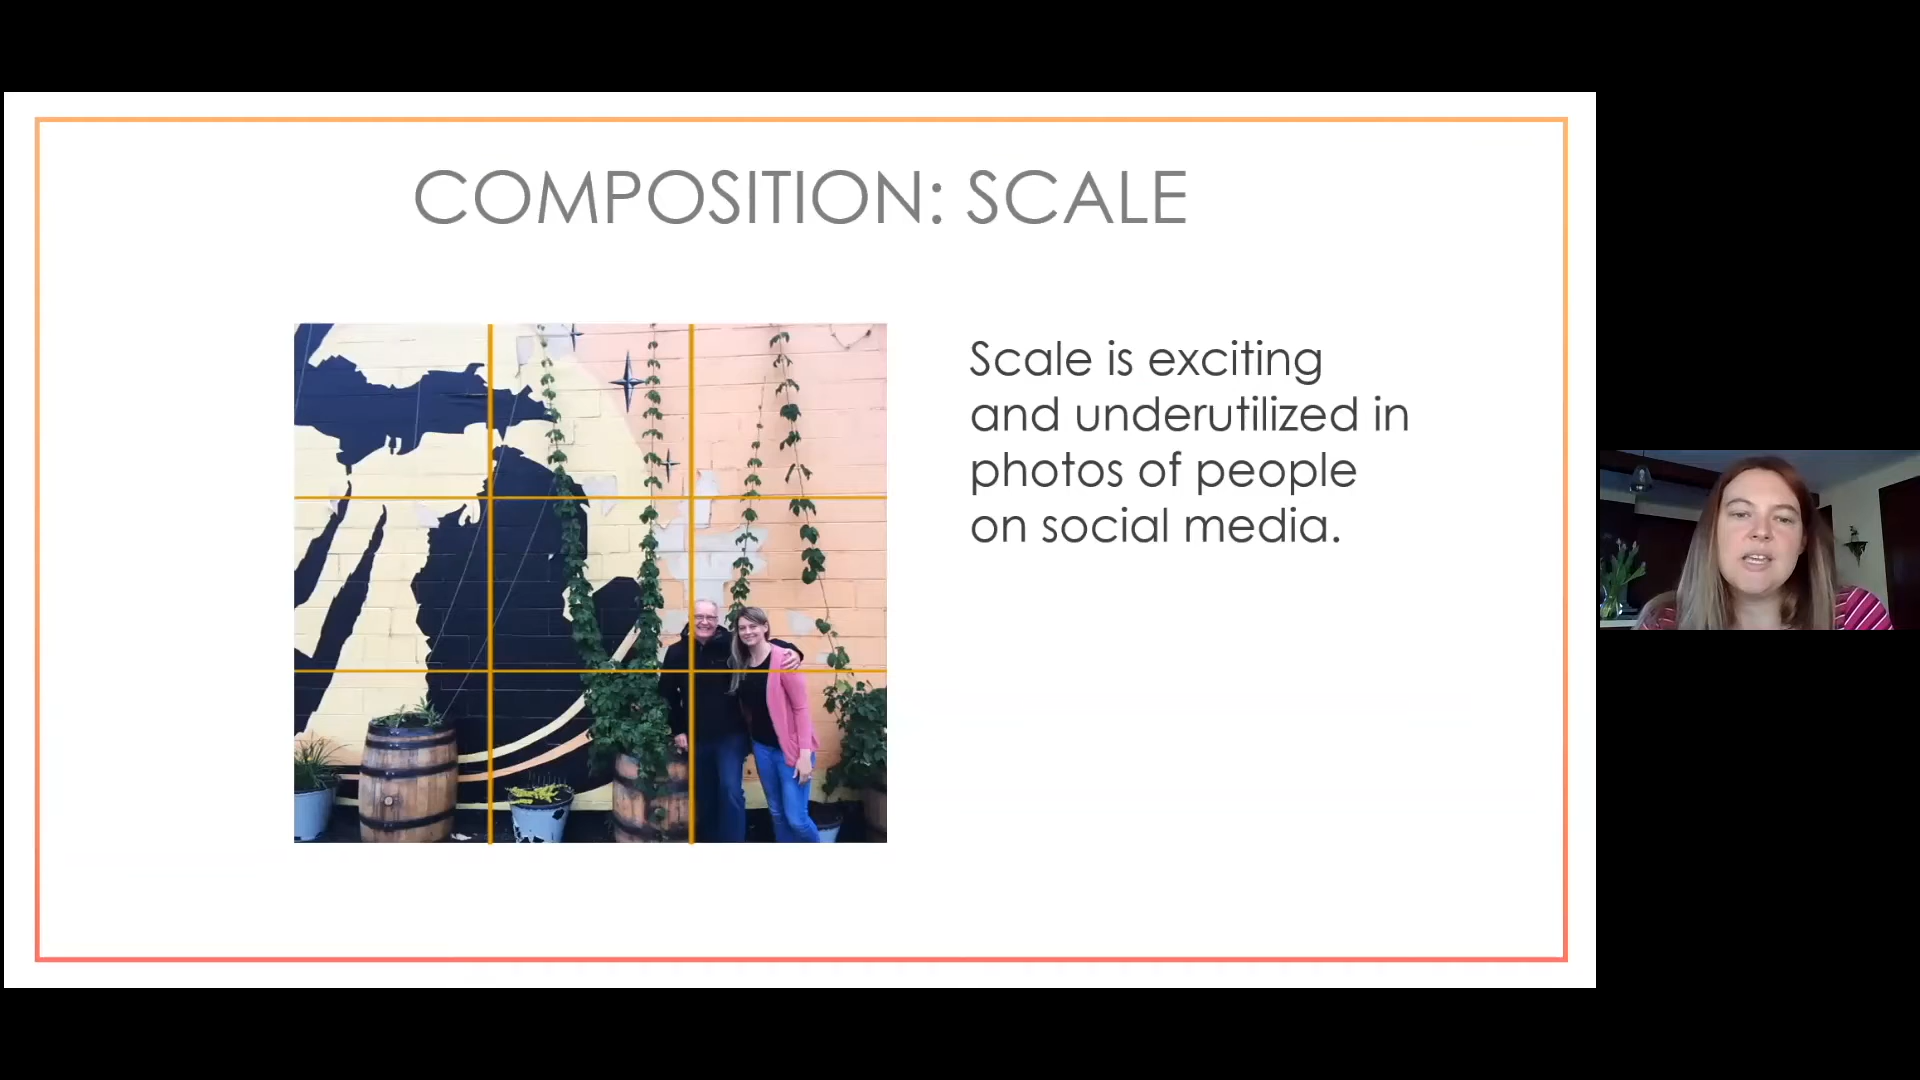 COMPOSITION: SCALE
Scale is exciting
and underutilized in
photos of people
on social media.